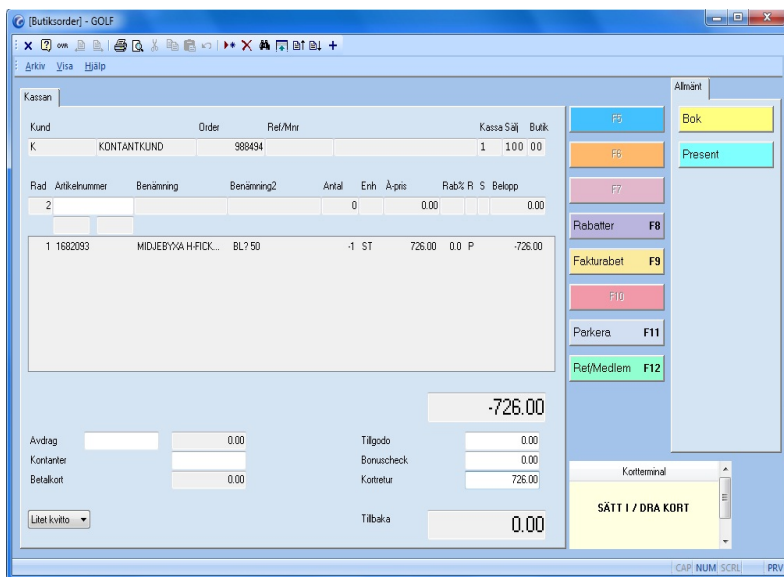 [Butiksorder] - GOLF
Arkiv Visa Hjälp
Kassan
Kund Order Ref/Mnr Kassa Sälj Butik
K KONTANTKUND 988494 1 100 00
Rad Artikelnummer Benämning Benämning2 Antal Enh À-pris Rab% R S Belopp
2 0 0.00 0.00
1 1682093 MIDJEBYXA H-FICK... BL? 50 -1 ST 726.00 0.0 P -726.00
-726.00
Avdrag 0.00 Tillgodo 0.00
Kontanter Bonuscheck 0.00
Betalkort 0.00 Kortretur 726.00
Litet kvitto Tillbaka 0.00
F5
F6
F7
Rabatter F8
Fakturabet F9
F10
Parkera F11
Ref/Medlem F12
Allmänt
Bok
Present
Kortterminal
SÄTT I / DRA KORT
CAP NUM SCRL PRV